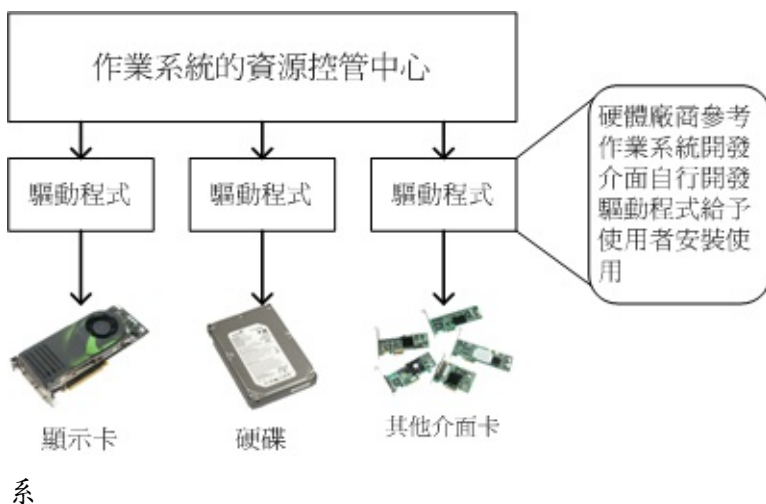 作業系統的資源控管中心
驅動程式
驅動程式
驅動程式
硬體廠商參考
作業系統開發
介面自行開發
驅動程式給予
使用者安裝使
用
顯示卡
硬碟
其他介面卡
系